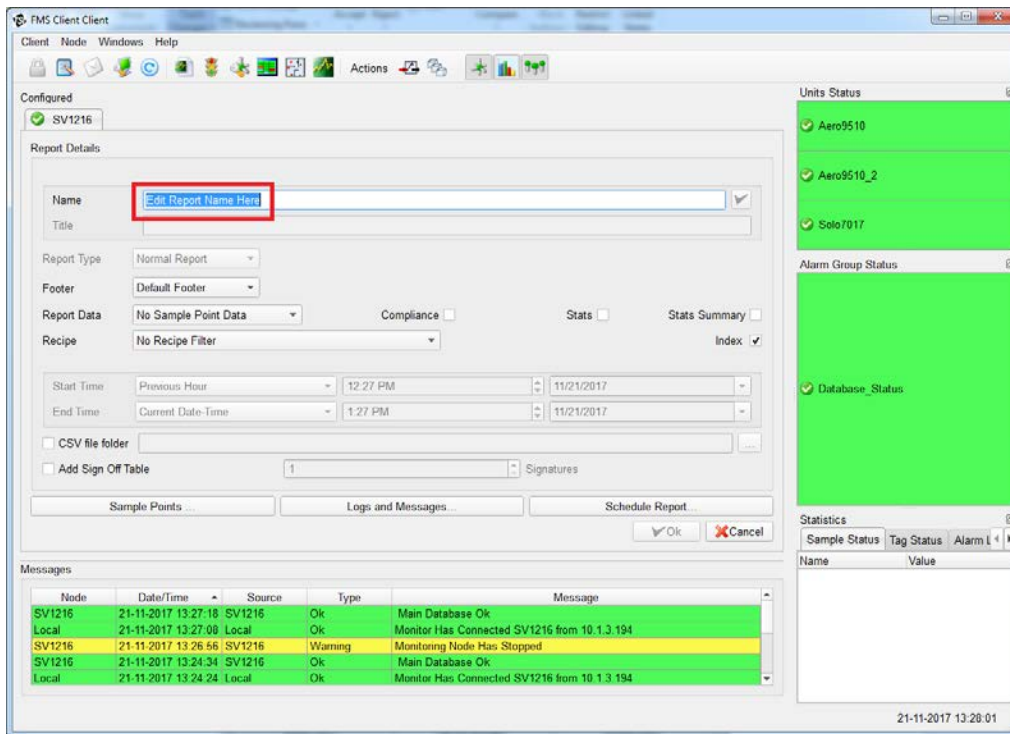 FMS Client Client
Client Node Windows Help
Actions
Configured
SV1216
Report Details
Name Edit Report Name Here
Title
Report Type Normal Report
Footer Default Footer
Report Data No Sample Point Data Compliance Stats Stats Summary
Recipe No Recipe Filter Index
Start Time Previous Hour 12:27 PM 11/21/2017
End Time Current Date-Time 1:27 PM 11/21/2017
CSV file folder ...
Add Sign Off Table 1 Signatures
Sample Points ... Logs and Messages... Schedule Report...
Ok Cancel
Messages
Node Date/Time Source Type Message
SV1216 21-11-2017 13:27:18 SV1216 Ok Main Database Ok
Local 21-11-2017 13:27:08 Local Ok Monitor Has Connected SV1216 from 10.1.3.194
SV1216 21-11-2017 13:26:56 SV1216 Warning Monitoring Node Has Stopped
SV1216 21-11-2017 13:24:34 SV1216 Ok Main Database Ok
Local 21-11-2017 13:24:24 Local Ok Monitor Has Connected SV1216 from 10.1.3.194
Units Status
Aero9510
Aero9510_2
Solo7017
Alarm Group Status
Database_Status
Statistics
Sample Status Tag Status Alarm L
Name Value
21-11-2017 13:28:01